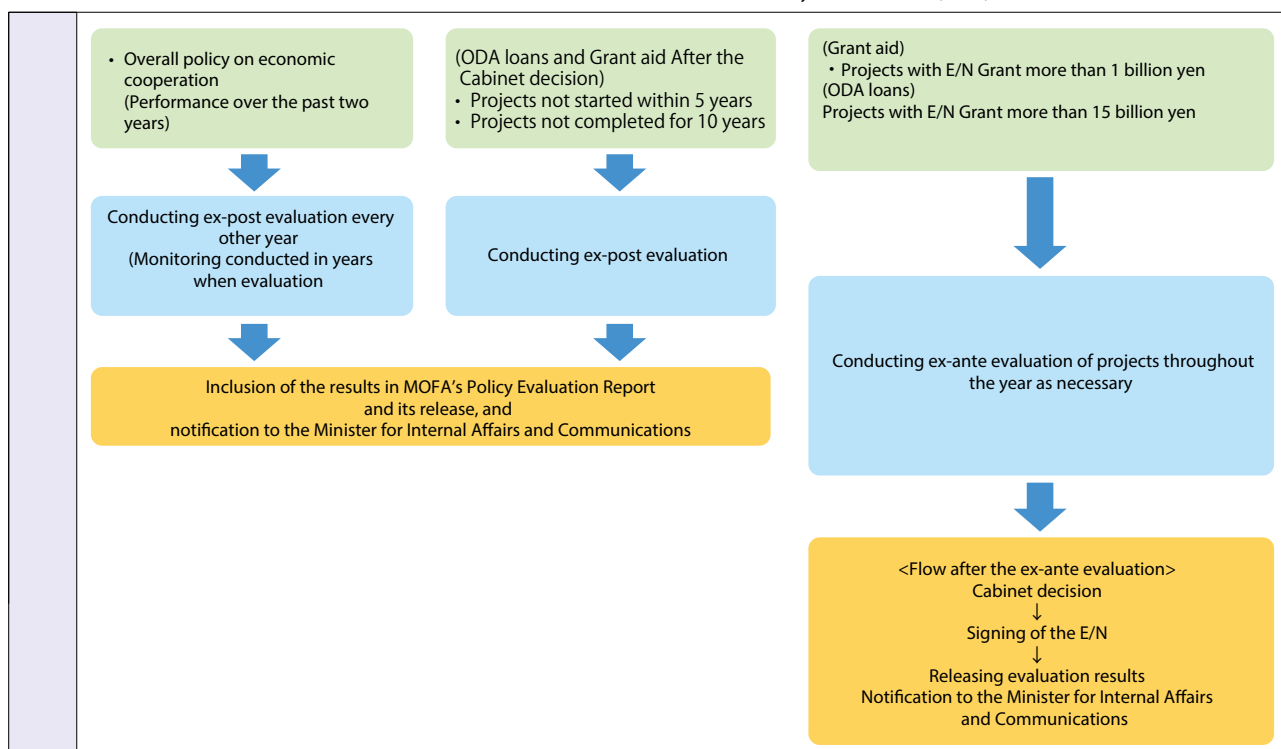 • Overall policy on economic
cooperation
(Performance over the past two
years)
(ODA loans and Grant aid After the
Cabinet decision)
• Projects not started within 5 years
• Projects not completed for 10 years
(Grant aid)
• Projects with E/N Grant more than 1 billion yen
(ODA loans)
Projects with E/N Grant more than 15 billion yen
Conducting ex-post evaluation every
other year
(Monitoring conducted in years
when evaluation
Conducting ex-post evaluation
Conducting ex-ante evaluation of projects throughout
the year as necessary
Inclusion of the results in MOFA's Policy Evaluation Report
and its release, and
notification to the Minister for Internal Affairs and Communications
<Flow after the ex-ante evaluation>
Cabinet decision
↓
Signing of the E/N
↓
Releasing evaluation results
Notification to the Minister for Internal Affairs
and Communications